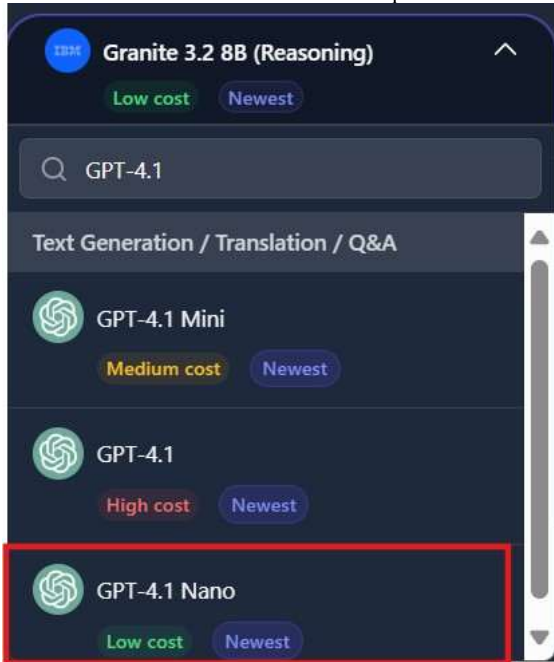 IBM
Granite 3.2 8B (Reasoning)
Low cost Newest
GPT-4.1
Text Generation / Translation / Q&A
GPT-4.1 Mini
Medium cost Newest
GPT-4.1
High cost Newest
GPT-4.1 Nano
Low cost Newest